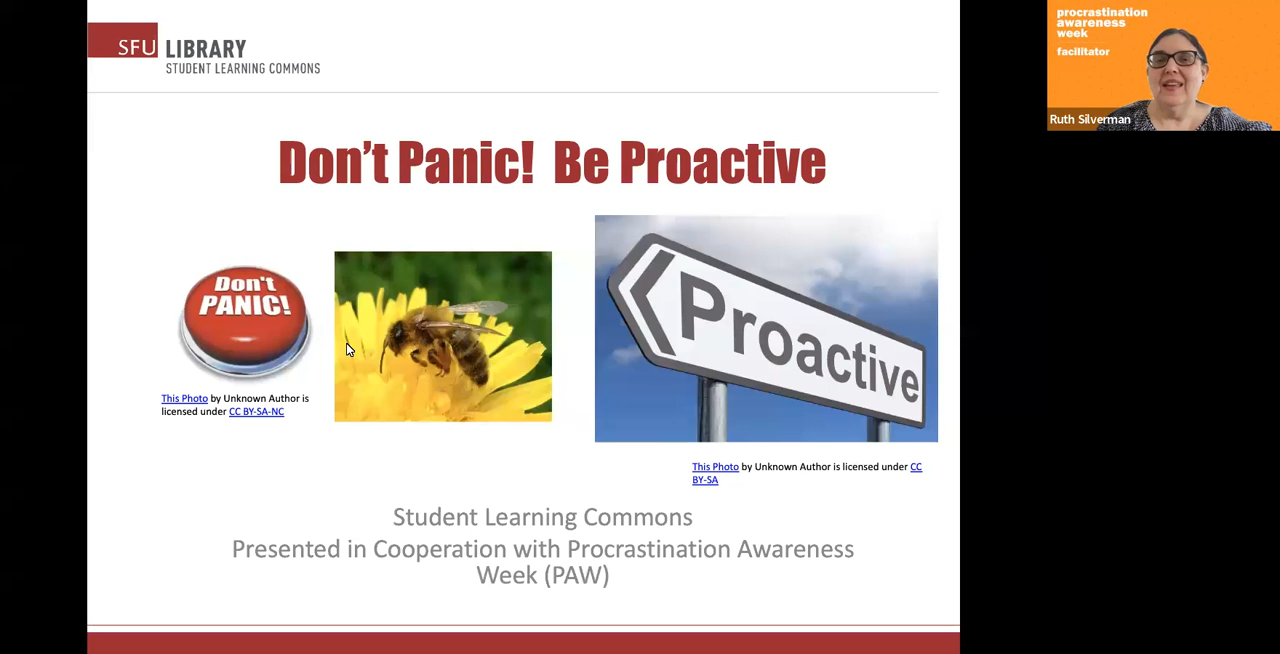 SFU LIBRARY
STUDENT LEARNING COMMONS
procrastination
awareness
week
facilitator
Ruth Silverman
Don't Panic!  Be Proactive
Don't
PANIC!
Proactive
This Photo by Unknown Author is
licensed under CC BY-SA-NC
This Photo by Unknown Author is licensed under CC
BY-SA
Student Learning Commons
Presented in Cooperation with Procrastination Awareness
Week (PAW)